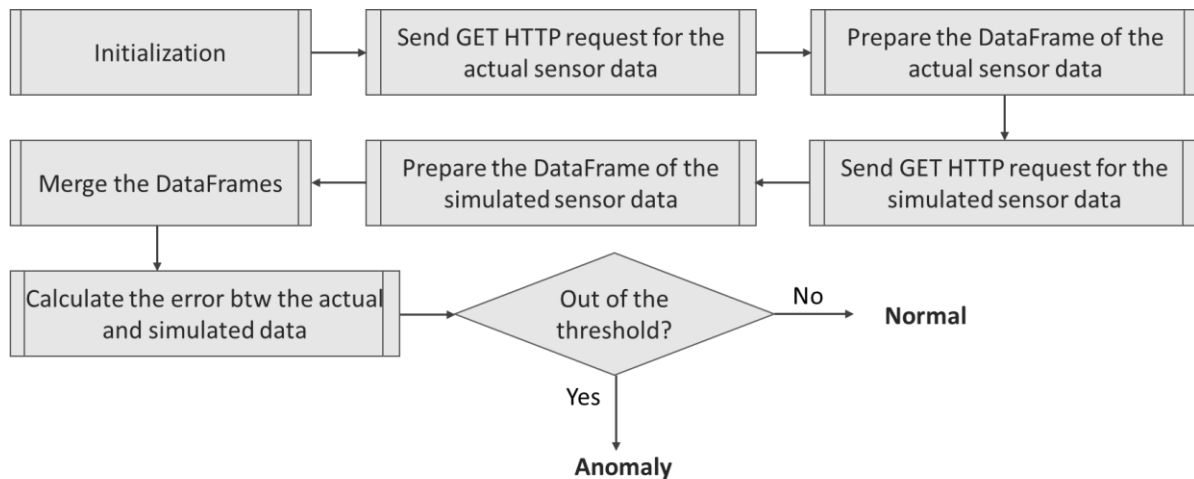 Initialization
Send GET HTTP request for the
actual sensor data
Prepare the DataFrame of the
actual sensor data
Send GET HTTP request for the
simulated sensor data
Prepare the DataFrame of the
simulated sensor data
Merge the DataFrames
Calculate the error btw the actual
and simulated data
Out of the
threshold?
No
Normal
Yes
Anomaly